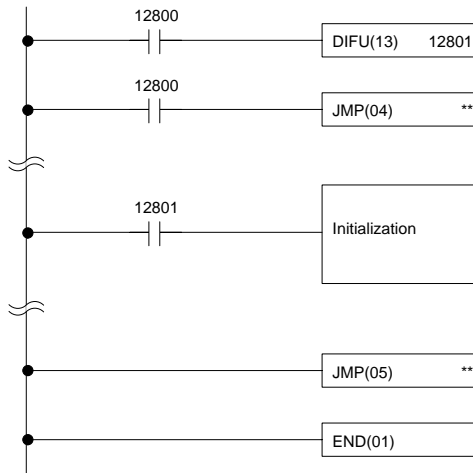 12800
DIFU(13) 12801
12800
JMP(04) **
12801
Initialization
JMP(05) **
END(01)